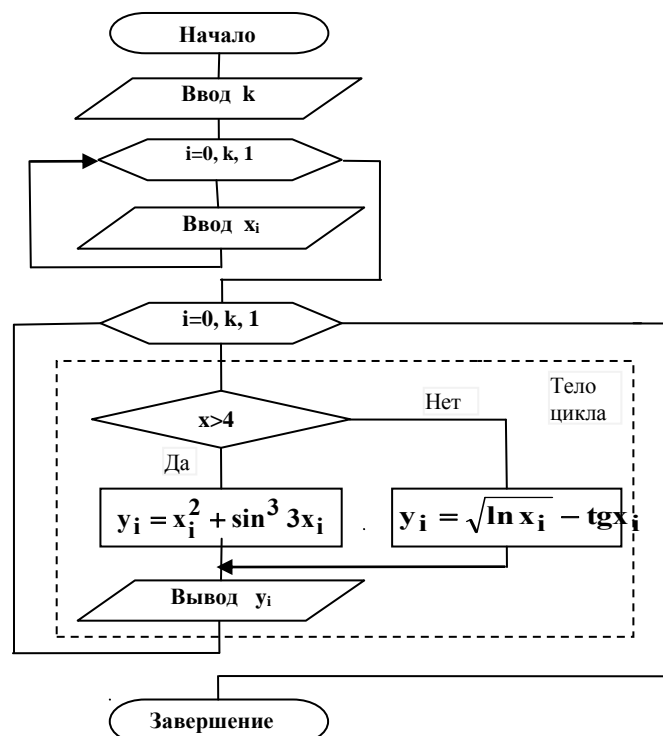 Начало
Ввод k
i=0, k, 1
Ввод xᵢ
i=0, k, 1
Тело
цикла
Нет
x>4
Да
yᵢ = xᵢ² + sin³ 3xᵢ
yᵢ = √ln xᵢ − tgxᵢ
Вывод yᵢ
Завершение